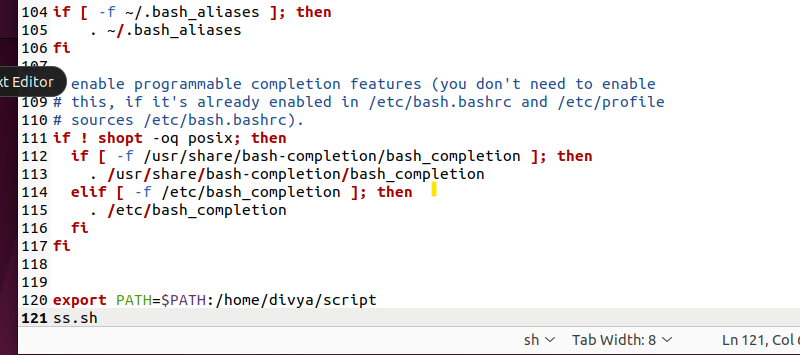 104 if [ -f ~/.bash_aliases ]; then
105     . ~/.bash_aliases
106 fi
107
xt Editor
enable programmable completion features (you don't need to enable
109 # this, if it's already enabled in /etc/bash.bashrc and /etc/profile
110 # sources /etc/bash.bashrc).
111 if ! shopt -oq posix; then
112   if [ -f /usr/share/bash-completion/bash_completion ]; then
113     . /usr/share/bash-completion/bash_completion
114   elif [ -f /etc/bash_completion ]; then
115     . /etc/bash_completion
116   fi
117 fi
118
119
120 export PATH=$PATH:/home/divya/script
121 ss.sh
sh Tab Width: 8 Ln 121, Col